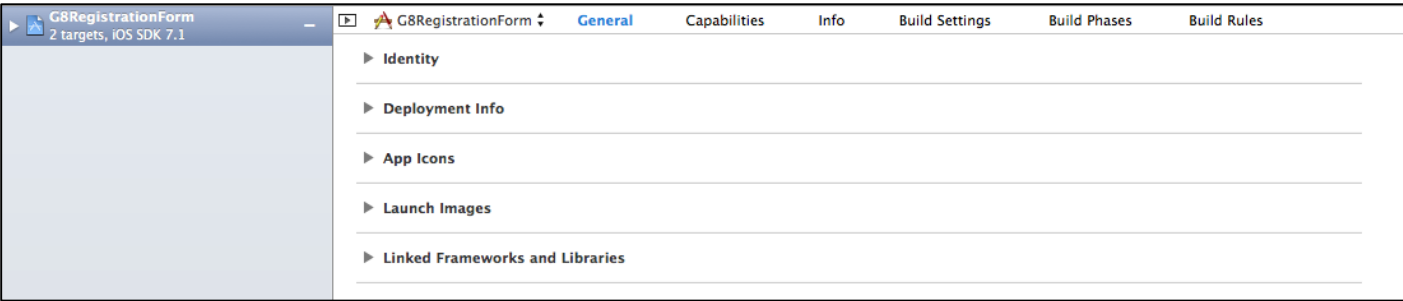 G8RegistrationForm
2 targets, iOS SDK 7.1
G8RegistrationForm General Capabilities Info Build Settings Build Phases Build Rules
Identity
Deployment Info
App Icons
Launch Images
Linked Frameworks and Libraries